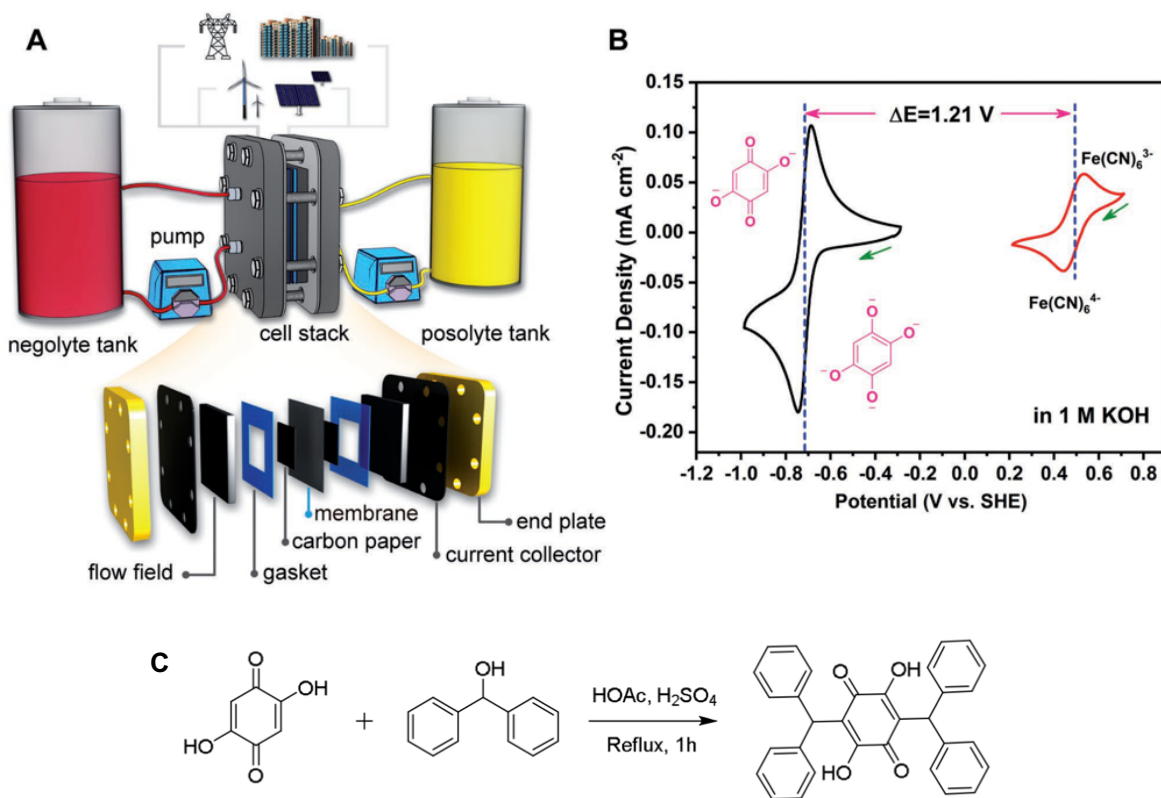 A
pump
negolyte tank
cell stack
posolyte tank
membrane
carbon paper
flow field
gasket
end plate
current collector
B
0.15
0.10
0.05
0.00
-0.05
-0.10
-0.15
-0.20
Current Density (mA cm⁻²)
ΔE=1.21 V
O
O⁻
⁻O
O
Fe(CN)₆³⁻
Fe(CN)₆⁴⁻
⁻O
O⁻
⁻O
O⁻
in 1 M KOH
-1.2 -1.0 -0.8 -0.6 -0.4 -0.2 0.0 0.2 0.4 0.6 0.8
Potential (V vs. SHE)
C
O
OH
HO
O
+
OH
HOAc, H₂SO₄
Reflux, 1h
O
OH
HO
O